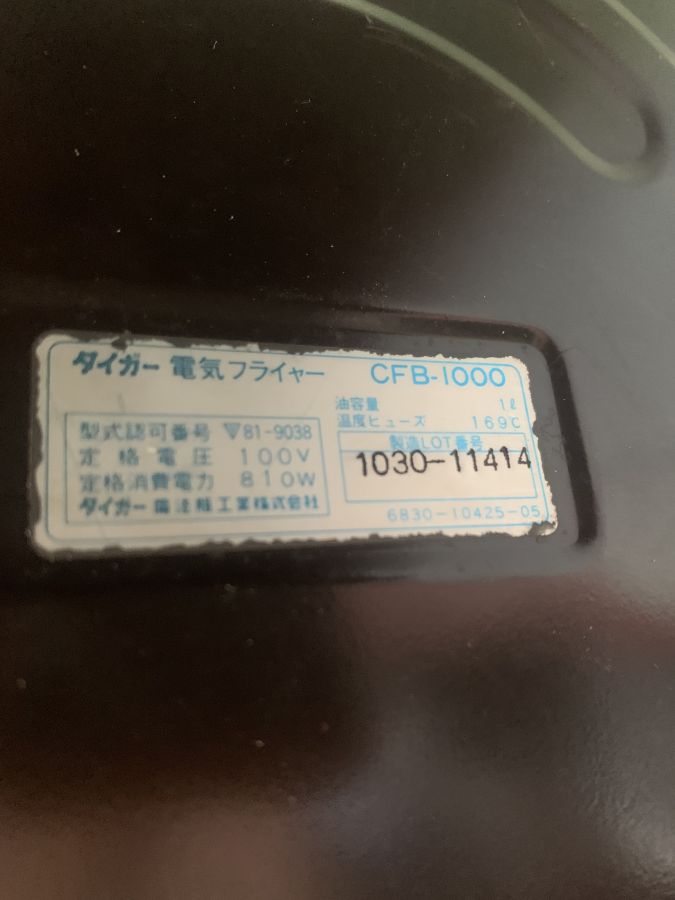 タイガー 電気フライヤー CFB-1000
油容量 1ℓ
温度ヒューズ 169℃
型式認可番号 ▽81-9038
定格電圧 100V
定格消費電力 810W
タイガー魔法瓶工業株式会社
製造LOT番号
1030-11414
6830-10425-05